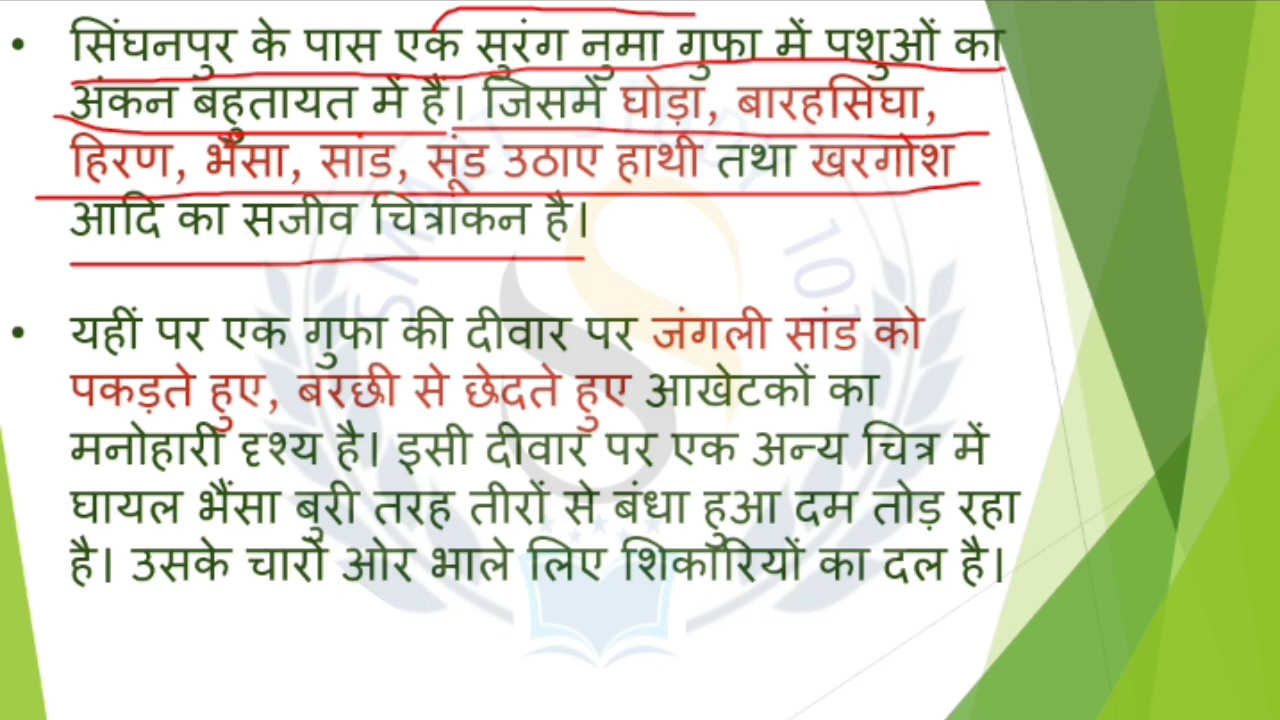 • सिंघनपुर के पास एक सुरंग नुमा गुफा में पशुओं का
अंकन बहुतायत में है। जिसमें घोड़ा, बारहसिंघा,
हिरण, भैंसा, सांड, सूंड उठाए हाथी तथा खरगोश
आदि का सजीव चित्रांकन है।
• यहीं पर एक गुफा की दीवार पर जंगली सांड को
पकड़ते हुए, बरछी से छेदते हुए आखेटकों का
मनोहारी दृश्य है। इसी दीवार पर एक अन्य चित्र में
घायल भैंसा बुरी तरह तीरों से बंधा हुआ दम तोड़ रहा
है। उसके चारों ओर भाले लिए शिकारियों का दल है।